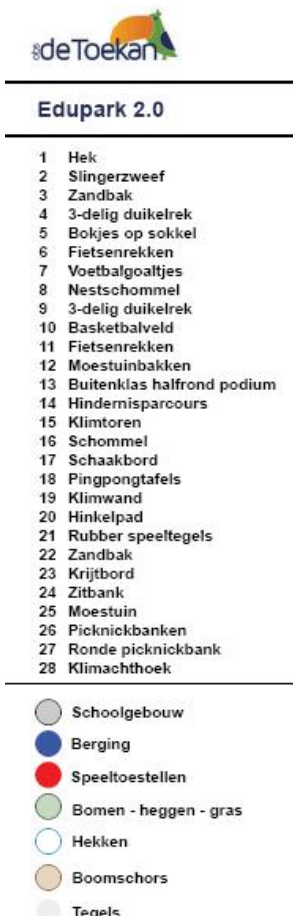 obs de Toekan
Edupark 2.0
1 Hek
2 Slingerzweef
3 Zandbak
4 3-delig duikelrek
5 Bokjes op sokkel
6 Fietsenrekken
7 Voetbalgoaltjes
8 Nestschommel
9 3-delig duikelrek
10 Basketbalveld
11 Fietsenrekken
12 Moestuinbakken
13 Buitenklas halfrond podium
14 Hindernisparcours
15 Klimtoren
16 Schommel
17 Schaakbord
18 Pingpongtafels
19 Klimwand
20 Hinkelpad
21 Rubber speeltegels
22 Zandbak
23 Krijtbord
24 Zitbank
25 Moestuin
26 Picknickbanken
27 Ronde picknickbank
28 Klimachthoek
Schoolgebouw
Berging
Speeltoestellen
Bomen - heggen - gras
Hekken
Boomschors
Tegels